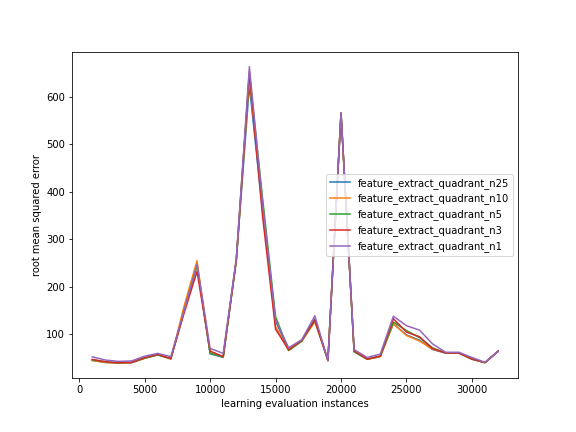 600
500
400
300
200
100
root mean squared error
feature_extract_quadrant_n25
feature_extract_quadrant_n10
feature_extract_quadrant_n5
feature_extract_quadrant_n3
feature_extract_quadrant_n1
0
5000
10000
15000
20000
25000
30000
learning evaluation instances